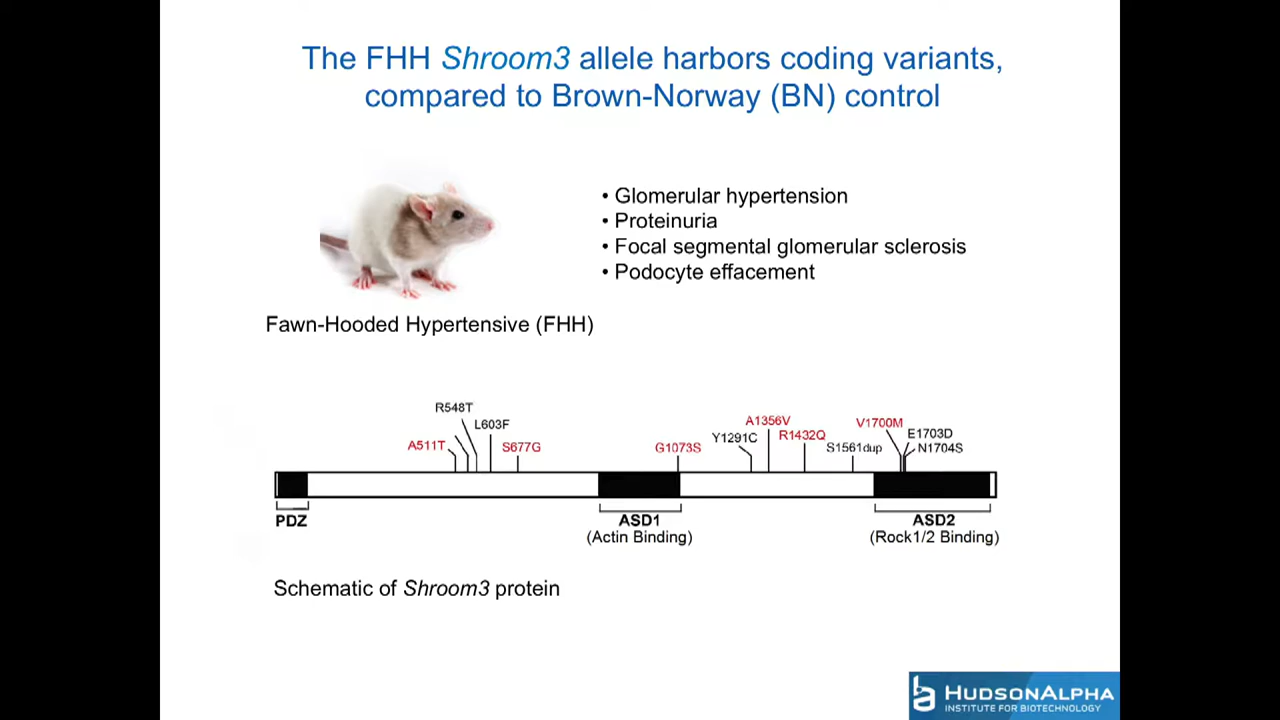 The FHH Shroom3 allele harbors coding variants,
compared to Brown-Norway (BN) control
• Glomerular hypertension
• Proteinuria
• Focal segmental glomerular sclerosis
• Podocyte effacement
Fawn-Hooded Hypertensive (FHH)
R548T
L603F
A511T
S677G
G1073S
Y1291C
A1356V
R1432Q
S1561dup
V1700M
E1703D
N1704S
PDZ
ASD1
(Actin Binding)
ASD2
(Rock1/2 Binding)
Schematic of Shroom3 protein
HUDSONALPHA
INSTITUTE FOR BIOTECHNOLOGY